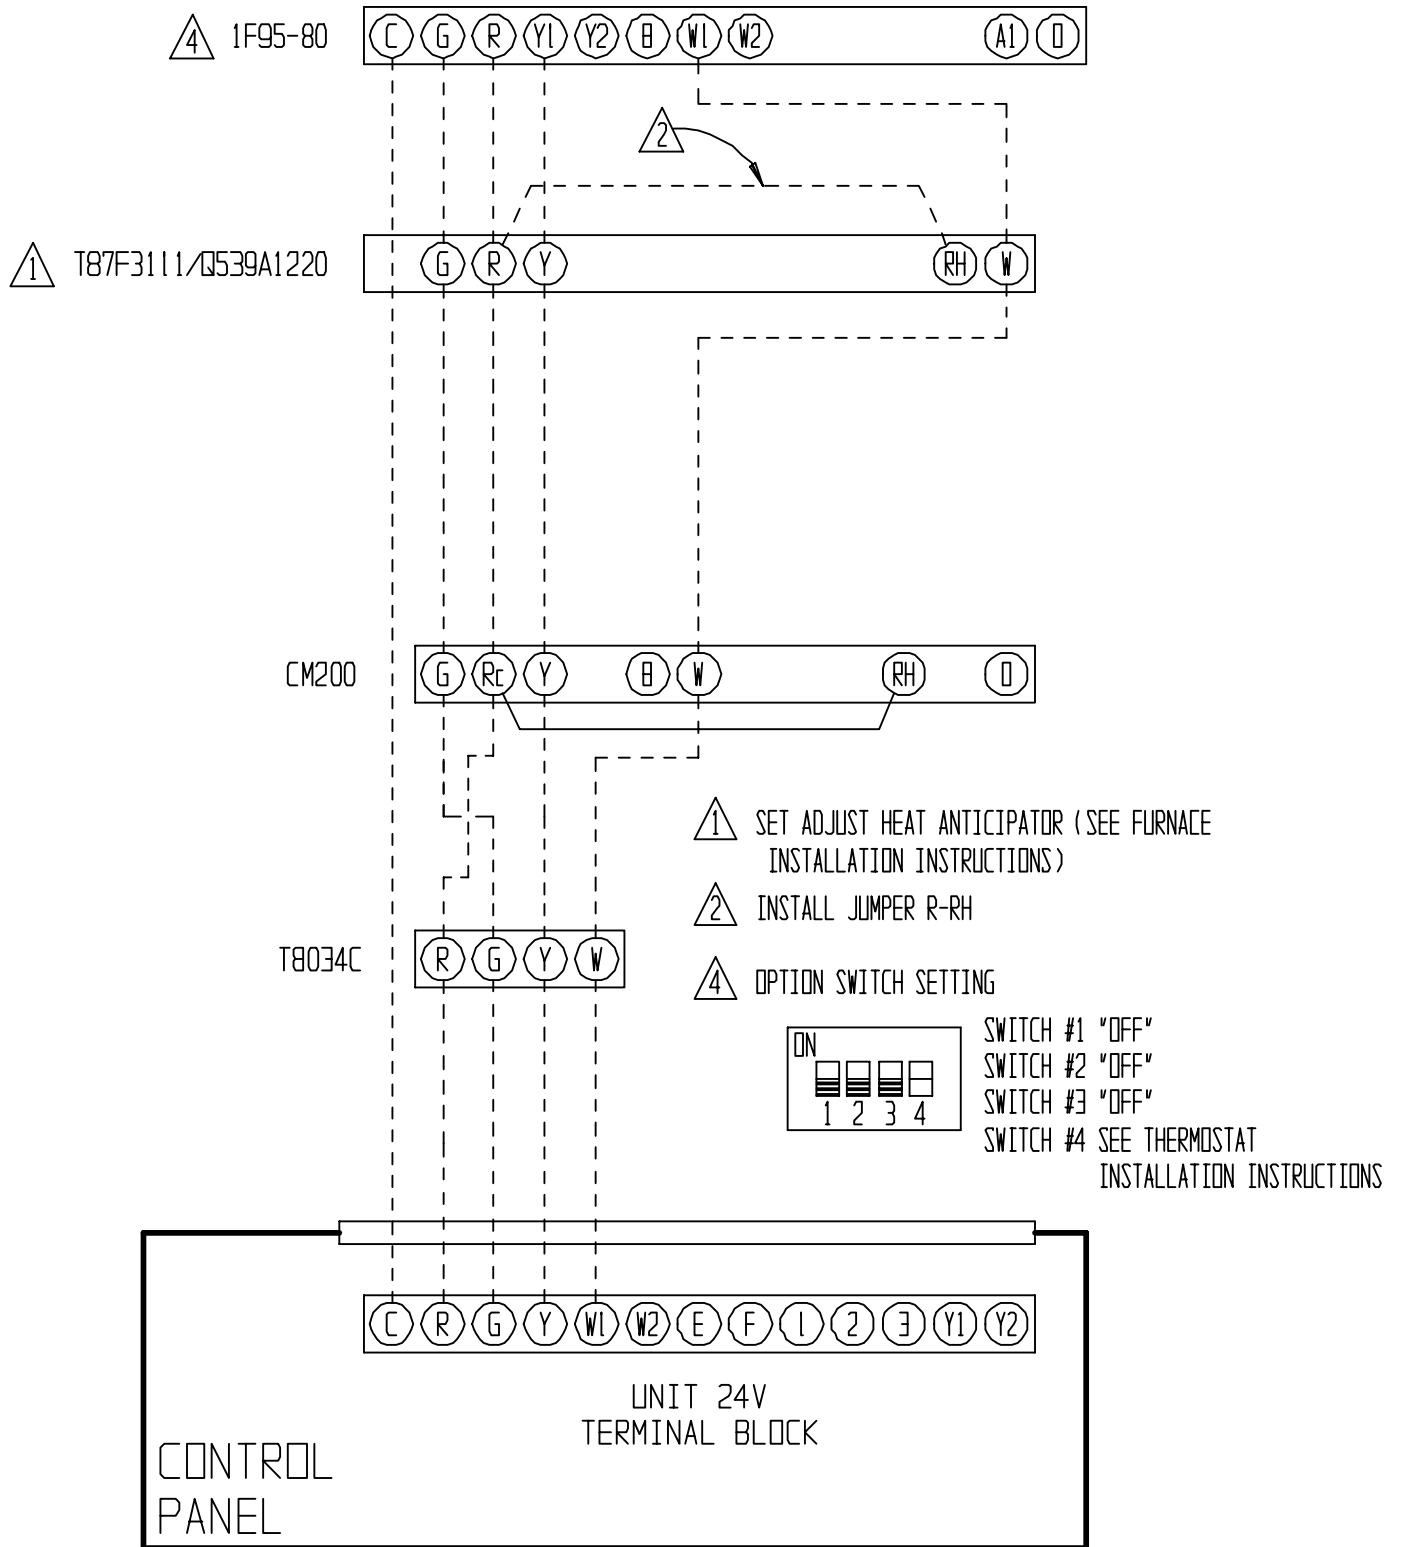 4 1F95-80 C G R Y1 Y2 B W1 W2 A1 O
2
1 T87F3111/Q539A1220 G R Y RH W
CM200 G Rc Y B W RH O
1 SET ADJUST HEAT ANTICIPATOR (SEE FURNACE
INSTALLATION INSTRUCTIONS)
2 INSTALL JUMPER R-RH
T8034C R G Y W
4 OPTION SWITCH SETTING
ON
1 2 3 4
SWITCH #1 "OFF"
SWITCH #2 "OFF"
SWITCH #3 "OFF"
SWITCH #4 SEE THERMOSTAT
INSTALLATION INSTRUCTIONS
C R G Y W1 W2 E F 1 2 3 Y1 Y2
UNIT 24V
TERMINAL BLOCK
CONTROL
PANEL